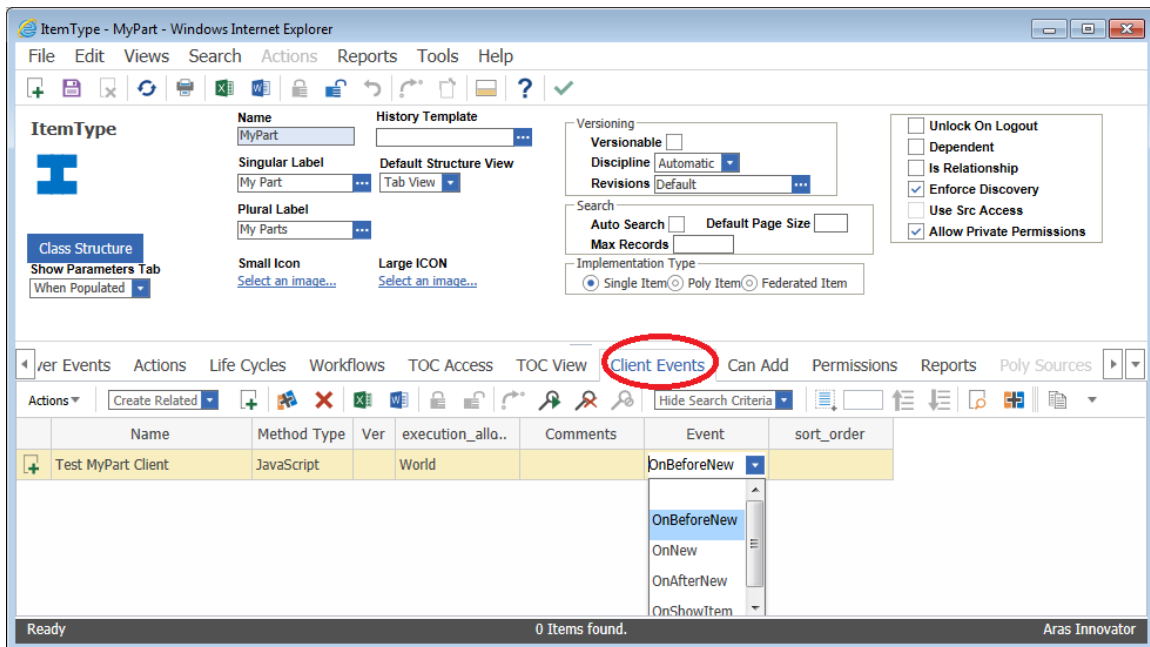 ItemType - MyPart - Windows Internet Explorer
File Edit Views Search Actions Reports Tools Help
ItemType
Name
MyPart
History Template
Singular Label
My Part
Default Structure View
Tab View
Plural Label
My Parts
Class Structure
Show Parameters Tab
When Populated
Small Icon
Select an image...
Large ICON
Select an image...
Versioning
Versionable
Discipline Automatic
Revisions Default
Search
Auto Search Default Page Size
Max Records
Implementation Type
Single Item Poly Item Federated Item
Unlock On Logout
Dependent
Is Relationship
Enforce Discovery
Use Src Access
Allow Private Permissions
ver Events Actions Life Cycles Workflows TOC Access TOC View Client Events Can Add Permissions Reports Poly Sources
Actions Create Related Hide Search Criteria
Name Method Type Ver execution_allo.. Comments Event sort_order
Test MyPart Client JavaScript World OnBeforeNew
OnBeforeNew
OnNew
OnAfterNew
OnShowItem
Ready 0 Items found. Aras Innovator